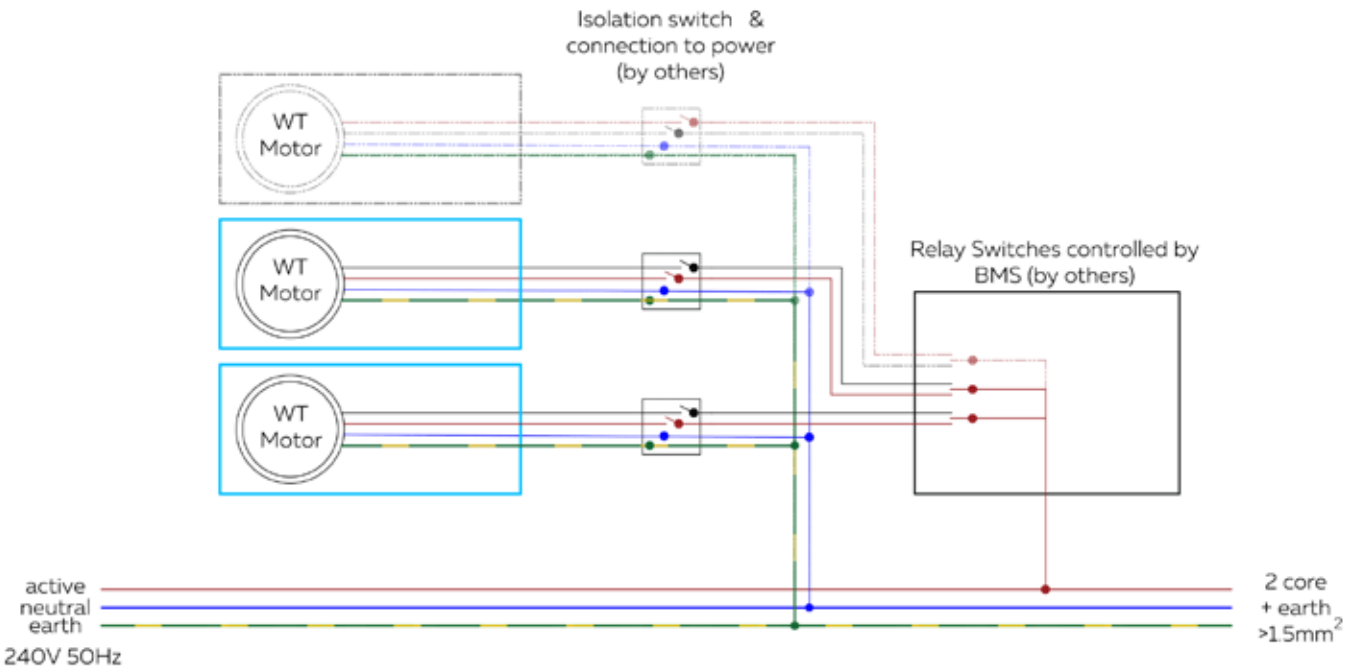 Isolation switch &
connection to power
(by others)
WT
Motor
WT
Motor
Relay Switches controlled by
BMS (by others)
WT
Motor
active
neutral
earth
240V 50Hz
2 core
+ earth
>1.5mm²